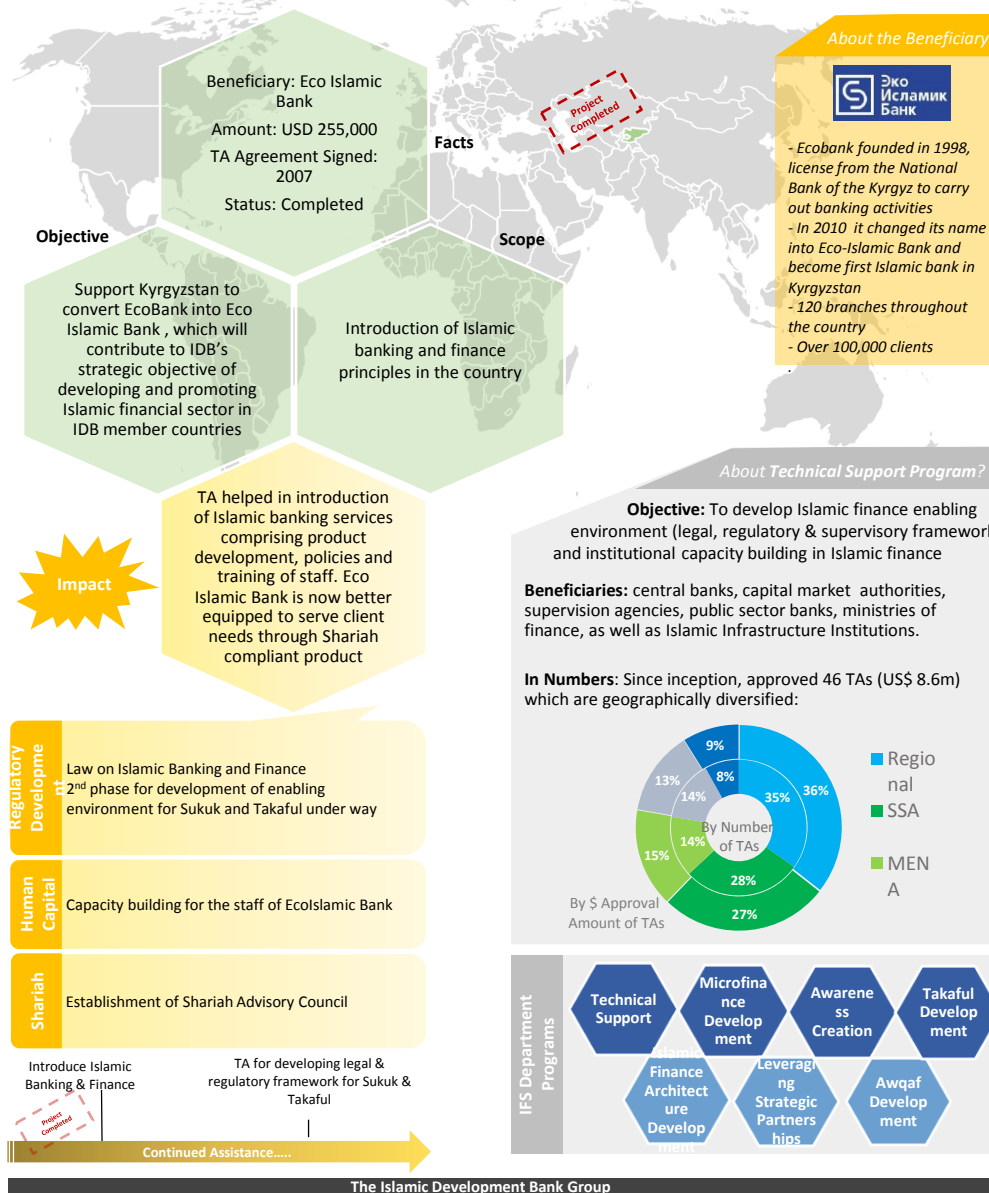 Beneficiary: Eco Islamic
Bank
Amount: USD 255,000
TA Agreement Signed:
2007
Status: Completed
Facts
Project
Completed
Objective
Support Kyrgyzstan to
convert EcoBank into Eco
Islamic Bank , which will
contribute to IDB's
strategic objective of
developing and promoting
Islamic financial sector in
IDB member countries
Scope
Introduction of Islamic
banking and finance
principles in the country
About the Beneficiary
Эко
Исламик
Банк
- Ecobank founded in 1998,
license from the National
Bank of the Kyrgyz to carry
out banking activities
- In 2010 it changed its name
into Eco-Islamic Bank and
become first Islamic bank in
Kyrgyzstan
- 120 branches throughout
the country
- Over 100,000 clients
.
Impact
TA helped in introduction
of Islamic banking services
comprising product
development, policies and
training of staff. Eco
Islamic Bank is now better
equipped to serve client
needs through Shariah
compliant product
About Technical Support Program?
Objective: To develop Islamic finance enabling
environment (legal, regulatory & supervisory framework
and institutional capacity building in Islamic finance
Beneficiaries: central banks, capital market authorities,
supervision agencies, public sector banks, ministries of
finance, as well as Islamic Infrastructure Institutions.
In Numbers: Since inception, approved 46 TAs (US$ 8.6m)
which are geographically diversified:
9%
8%
13%
14%
35%
36%
15%
14%
28%
27%
By Number
of TAs
By $ Approval
Amount of TAs
Regio
nal
SSA
MEN
A
Regulatory
Developme
nt
Law on Islamic Banking and Finance
2nd phase for development of enabling
environment for Sukuk and Takaful under way
Human
Capital
Capacity building for the staff of EcoIslamic Bank
Shariah
Establishment of Shariah Advisory Council
Introduce Islamic
Banking & Finance
TA for developing legal &
regulatory framework for Sukuk &
Takaful
Project
Completed
Continued Assistance.....
IFS Department
Programs
Technical
Support
Microfina
nce
Develop
ment
Awarene
ss
Creation
Takaful
Develop
ment
Islamic
Finance
Architect
ure
Develop
ment
Leveragi
ng
Strategic
Partners
hips
Awqaf
Develop
ment
The Islamic Development Bank Group